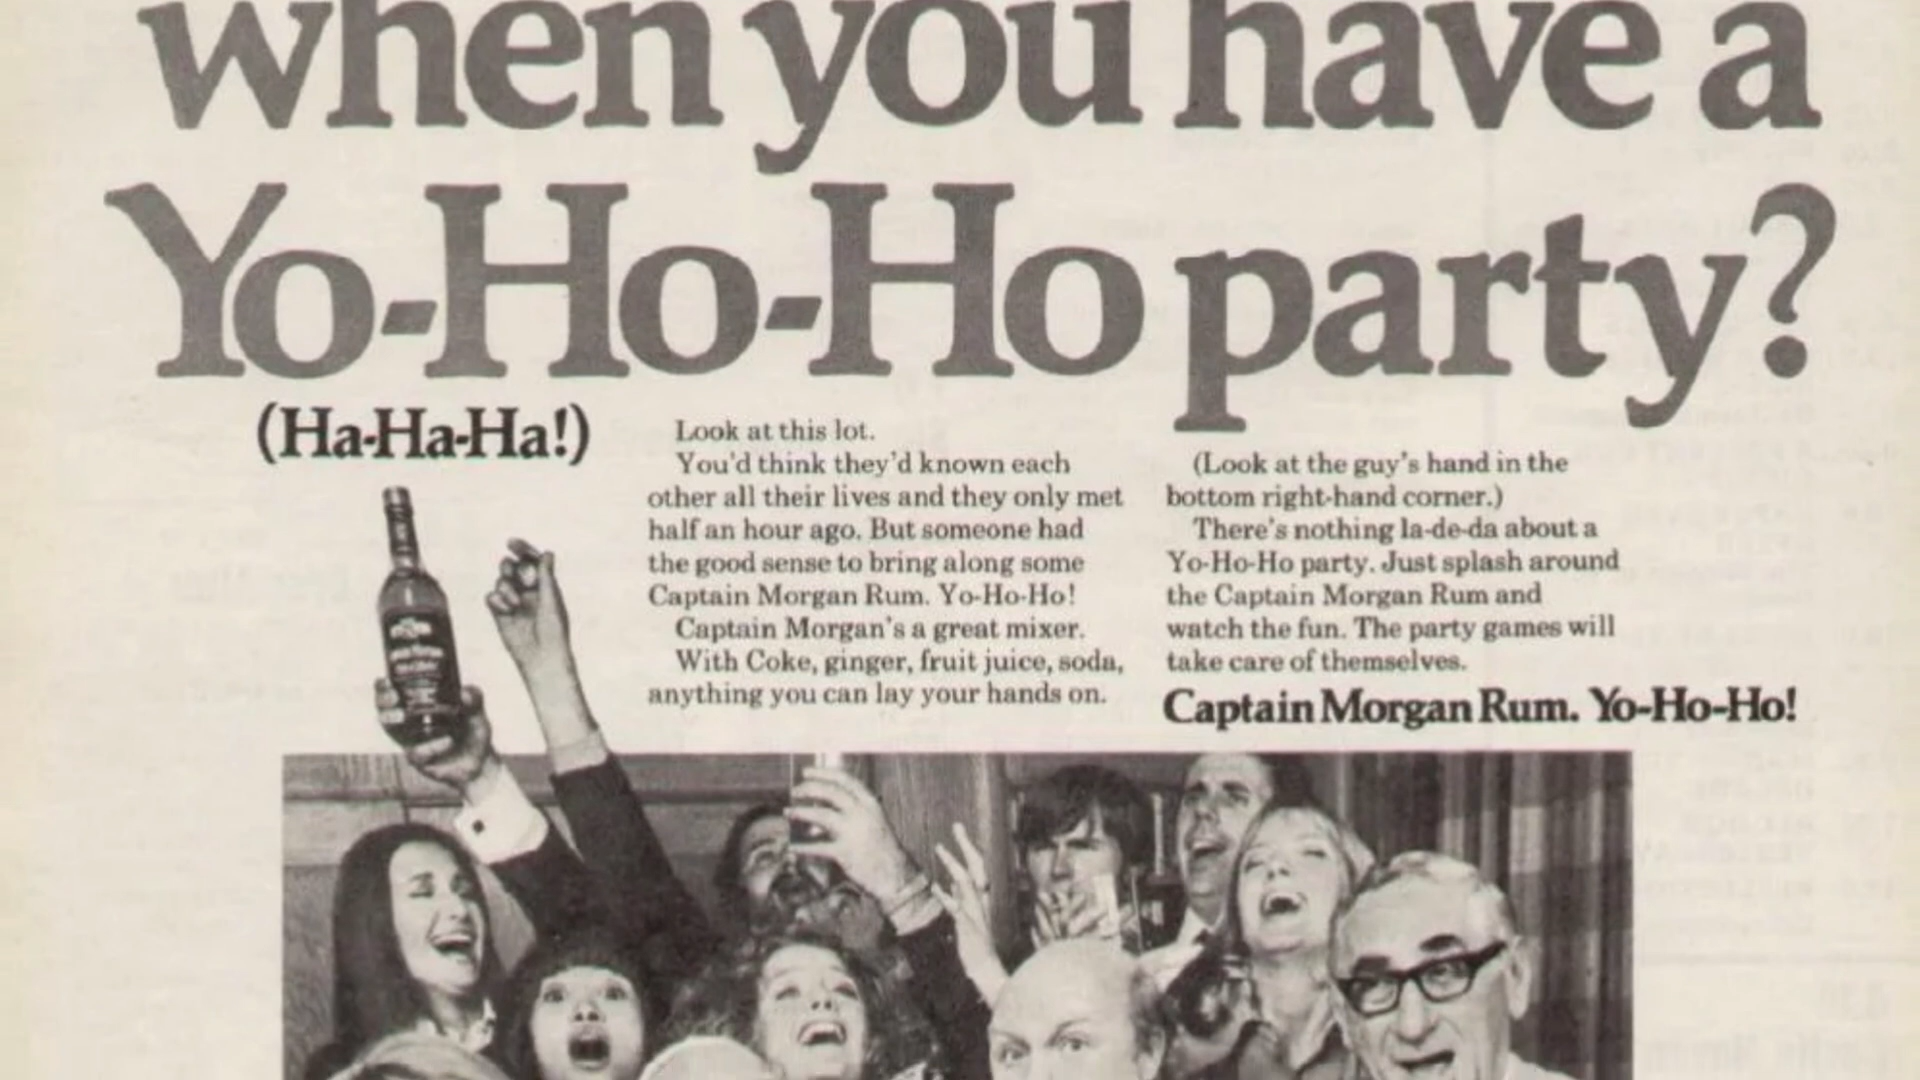 when you have a
Yo-Ho-Ho party?
(Ha-Ha-Ha!)
Look at this lot.
You'd think they'd known each
other all their lives and they only met
half an hour ago. But someone had
the good sense to bring along some
Captain Morgan Rum. Yo-Ho-Ho!
Captain Morgan's a great mixer.
With Coke, ginger, fruit juice, soda,
anything you can lay your hands on.
(Look at the guy's hand in the
bottom right-hand corner.)
There's nothing la-de-da about a
Yo-Ho-Ho party. Just splash around
the Captain Morgan Rum and
watch the fun. The party games will
take care of themselves.
Captain Morgan Rum. Yo-Ho-Ho!